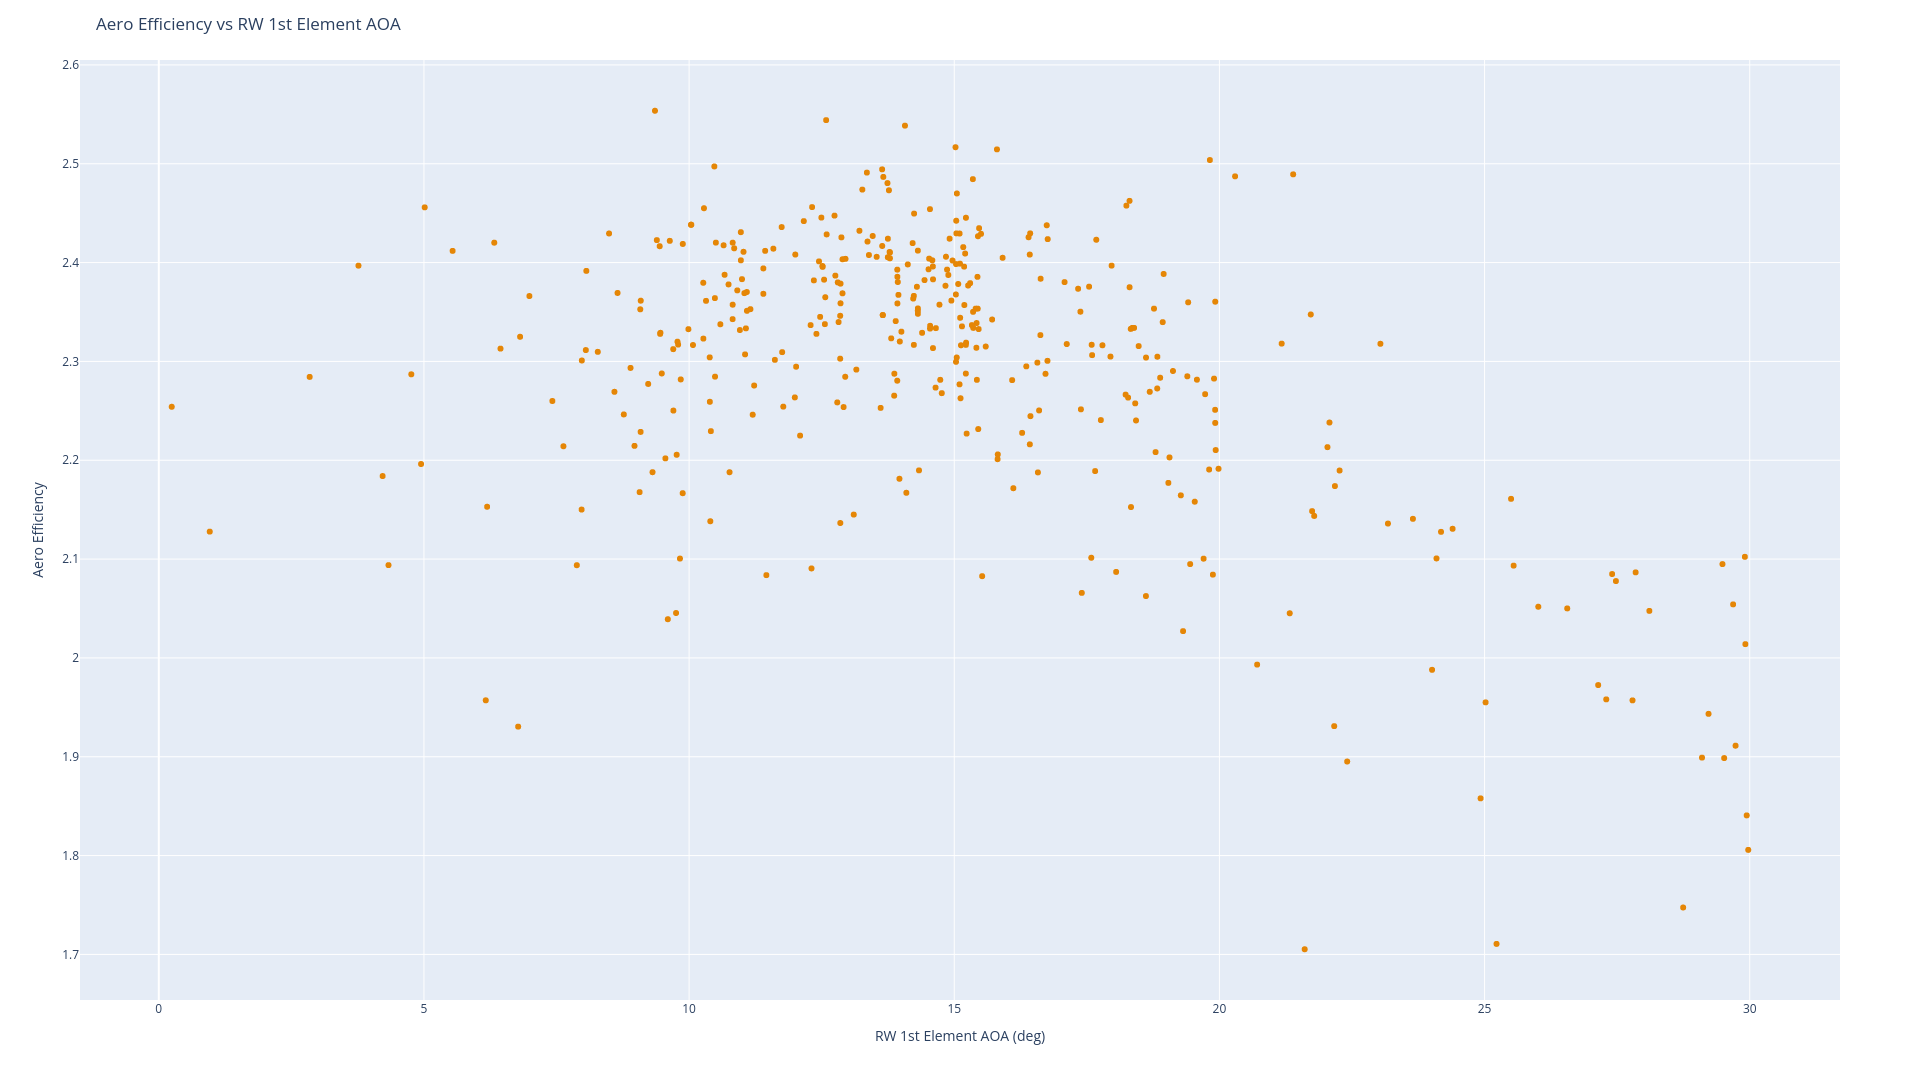 Aero Efficiency vs RW 1st Element AOA
2.6
2.5
2.4
2.3
2.2
2.1
2
1.9
1.8
1.7
Aero Efficiency
0 5 10 15 20 25 30
RW 1st Element AOA (deg)